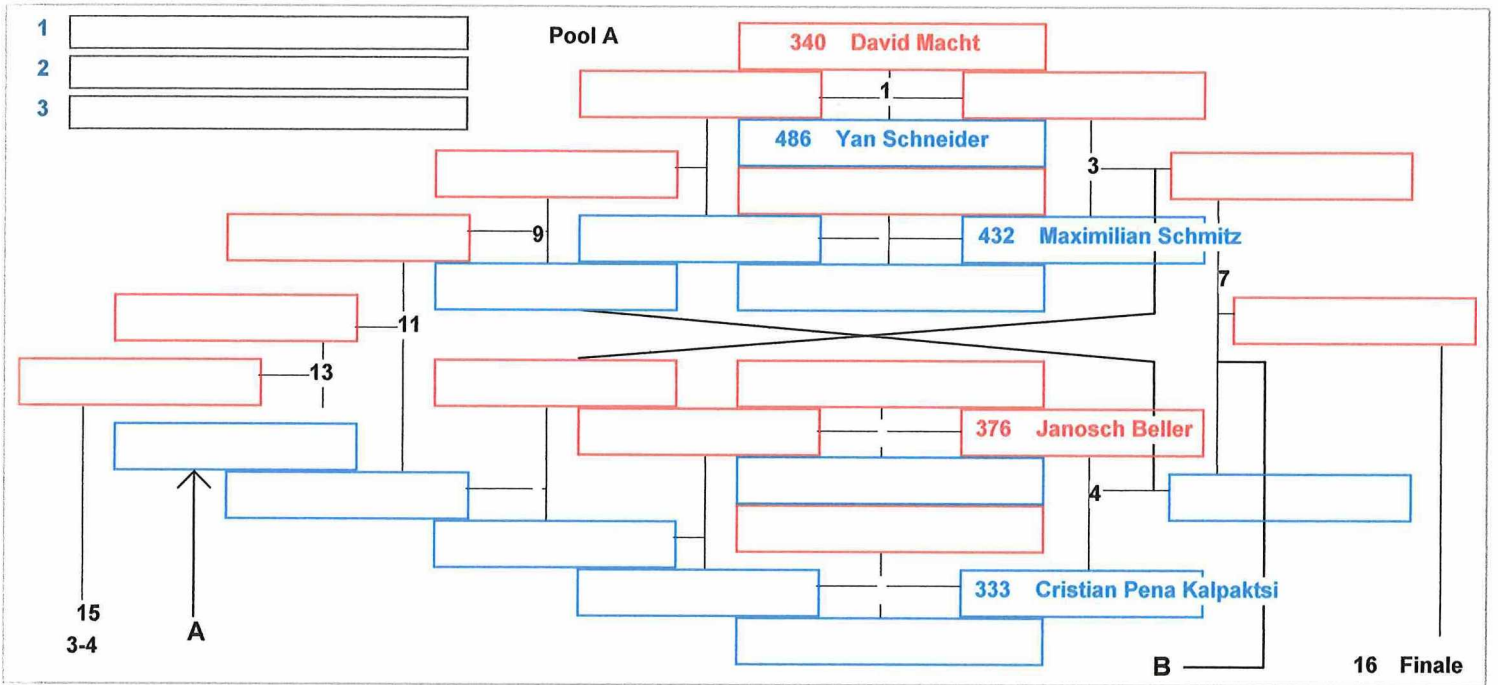 1
Pool A
340 David Macht
2
1
3
486 Yan Schneider
3
9
432 Maximilian Schmitz
7
11
13
376 Janosch Beller
4
333 Cristian Pena Kalpaktsi
15
3-4
A
B
16 Finale